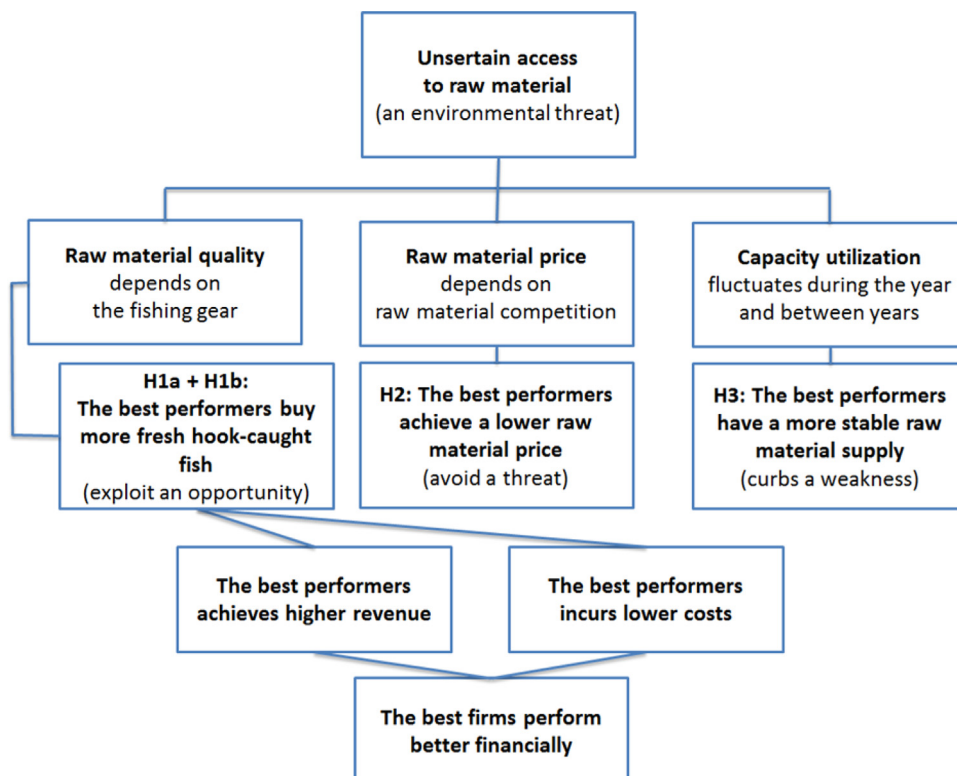 Unsertain access
to raw material
(an environmental threat)
Raw material quality
depends on
the fishing gear
Raw material price
depends on
raw material competition
Capacity utilization
fluctuates during the year
and between years
H1a + H1b:
The best performers buy
more fresh hook-caught
fish
(exploit an opportunity)
H2: The best performers
achieve a lower raw
material price
(avoid a threat)
H3: The best performers
have a more stable raw
material supply
(curbs a weakness)
The best performers
achieves higher revenue
The best performers
incurs lower costs
The best firms perform
better financially